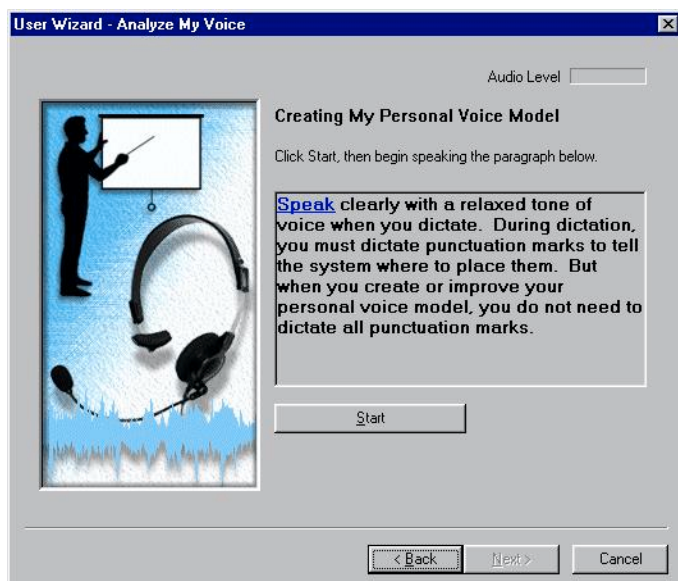 User Wizard - Analyze My Voice
Audio Level
Creating My Personal Voice Model
Click Start, then begin speaking the paragraph below.
Speak clearly with a relaxed tone of
voice when you dictate. During dictation,
you must dictate punctuation marks to tell
the system where to place them. But
when you create or improve your
personal voice model, you do not need to
dictate all punctuation marks.
Start
< Back Next > Cancel